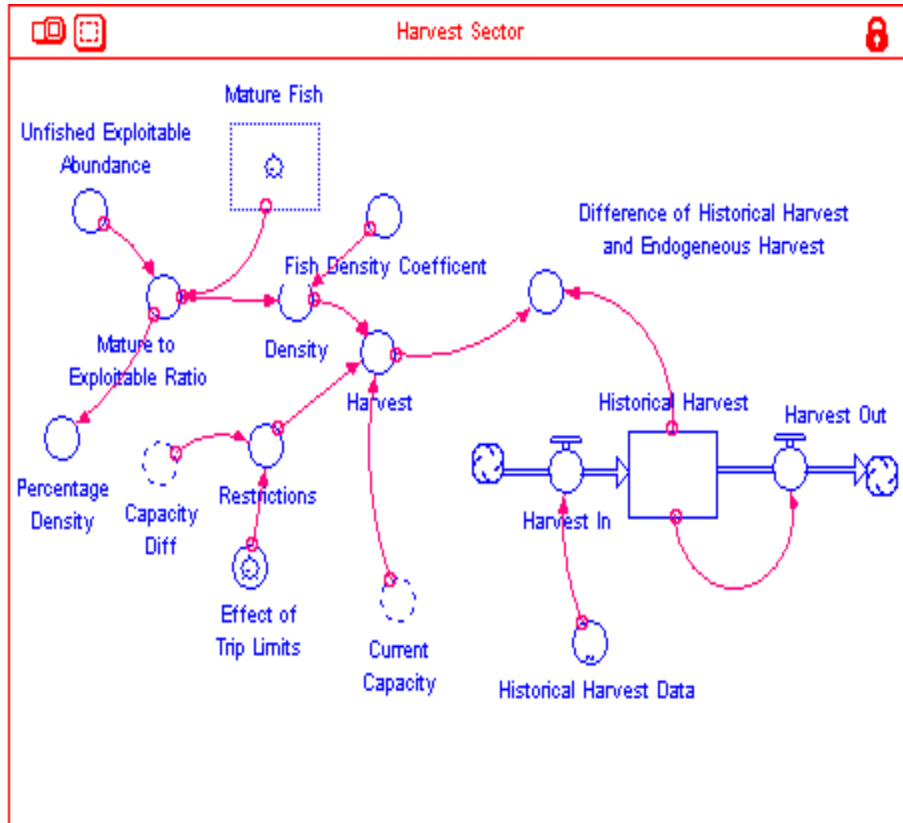 Harvest Sector
Mature Fish
Unfished Exploitable
Abundance
Difference of Historical Harvest
and Endogeneous Harvest
Fish Density Coefficent
Mature to
Exploitable Ratio
Density
Harvest
Historical Harvest
Harvest Out
Percentage
Density
Capacity
Diff
Restrictions
Harvest In
Effect of
Trip Limits
Current
Capacity
Historical Harvest Data